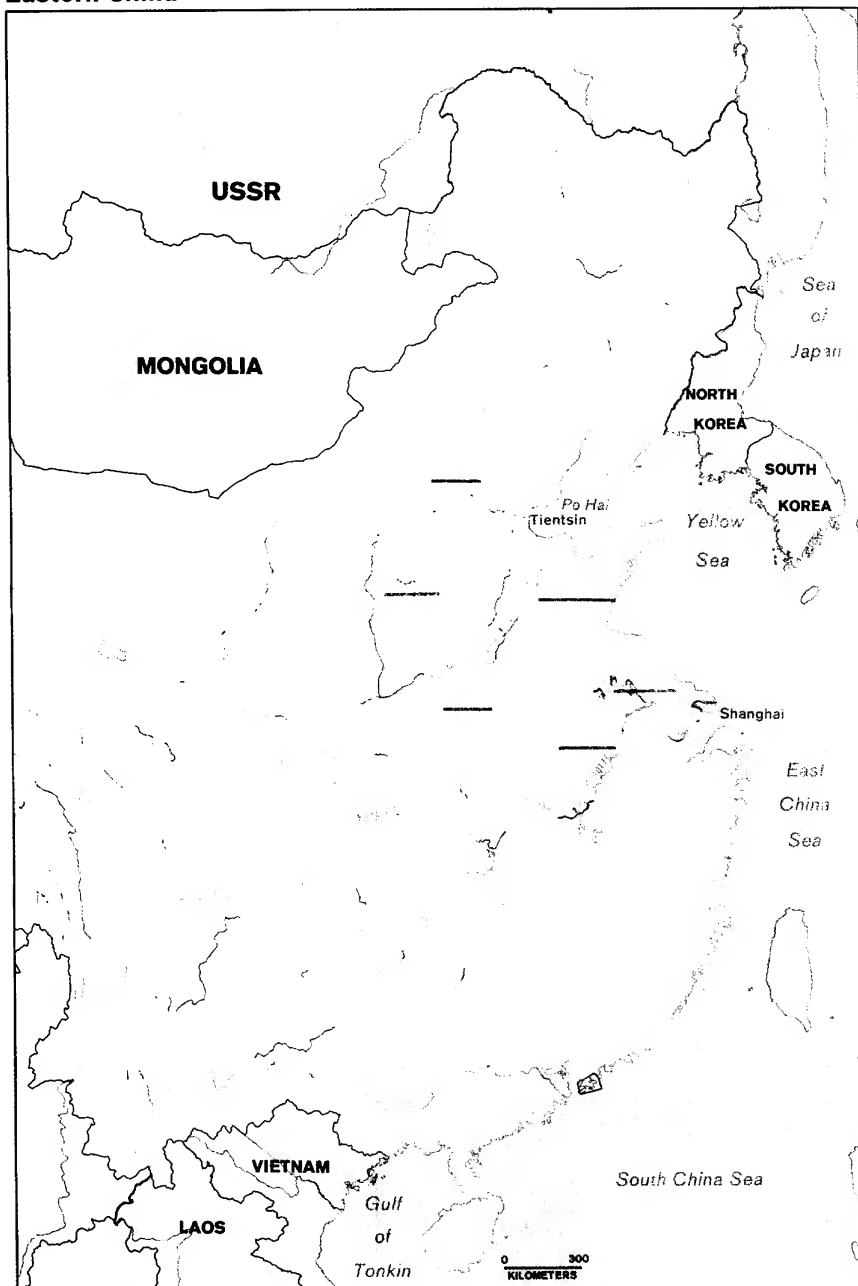 Eastern China
USSR
Sea
of
Japan
MONGOLIA
NORTH
KOREA
SOUTH
KOREA
Po Hai
Tientsin
Yellow
Sea
Shanghai
East
China
Sea
VIETNAM
LAOS
Gulf
of
Tonkin
South China Sea
0 300
KILOMETERS